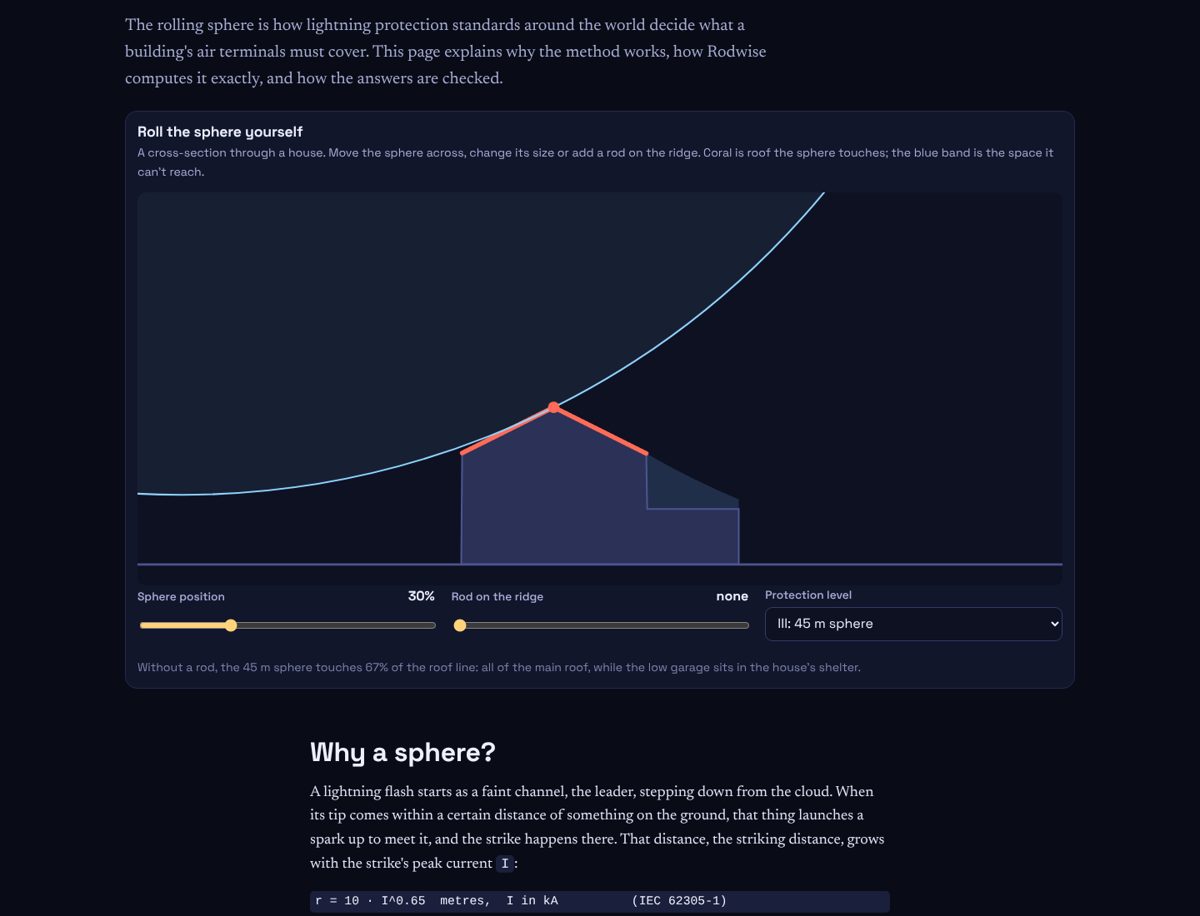 The rolling sphere is how lightning protection standards around the world decide what a
building's air terminals must cover. This page explains why the method works, how Rodwise
computes it exactly, and how the answers are checked.
Roll the sphere yourself
A cross-section through a house. Move the sphere across, change its size or add a rod on the ridge. Coral is roof the sphere touches; the blue band is the space it
can't reach.
Sphere position 30% Rod on the ridge none Protection level
III: 45 m sphere
Without a rod, the 45 m sphere touches 67% of the roof line: all of the main roof, while the low garage sits in the house's shelter.
Why a sphere?
A lightning flash starts as a faint channel, the leader, stepping down from the cloud. When
its tip comes within a certain distance of something on the ground, that thing launches a
spark up to meet it, and the strike happens there. That distance, the striking distance, grows
with the strike's peak current I:
r = 10 · I^0.65  metres,  I in kA          (IEC 62305-1)